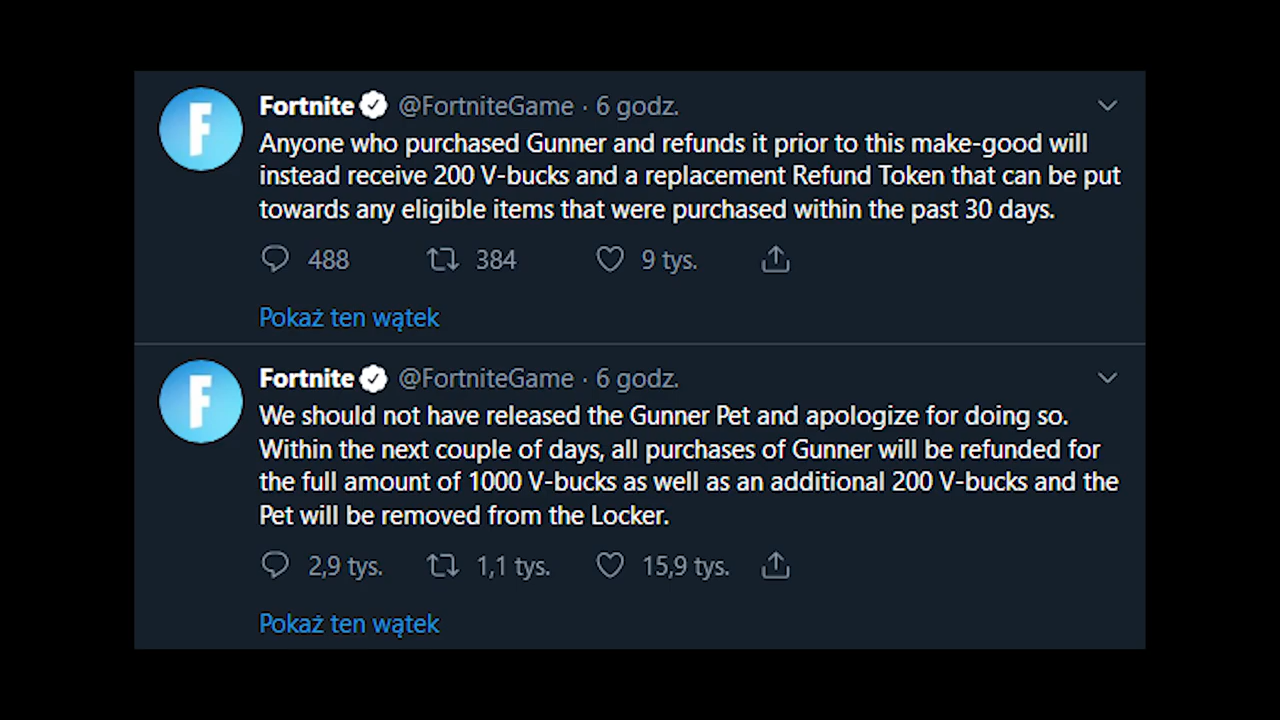 Fortnite @FortniteGame · 6 godz.
Anyone who purchased Gunner and refunds it prior to this make-good will
instead receive 200 V-bucks and a replacement Refund Token that can be put
towards any eligible items that were purchased within the past 30 days.
488 384 9 tys.
Pokaż ten wątek
Fortnite @FortniteGame · 6 godz.
We should not have released the Gunner Pet and apologize for doing so.
Within the next couple of days, all purchases of Gunner will be refunded for
the full amount of 1000 V-bucks as well as an additional 200 V-bucks and the
Pet will be removed from the Locker.
2,9 tys. 1,1 tys. 15,9 tys.
Pokaż ten wątek